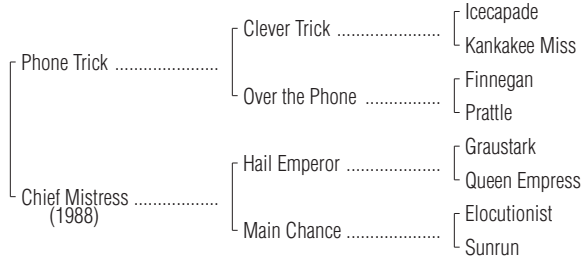 Icecapade
Clever Trick ....................
Kankakee Miss
Phone Trick ....................
Finnegan
Over the Phone ..............
Prattle
Graustark
Hail Emperor ..................
Queen Empress
Chief Mistress ................
(1988)
Elocutionist
Main Chance ..................
Sunrun